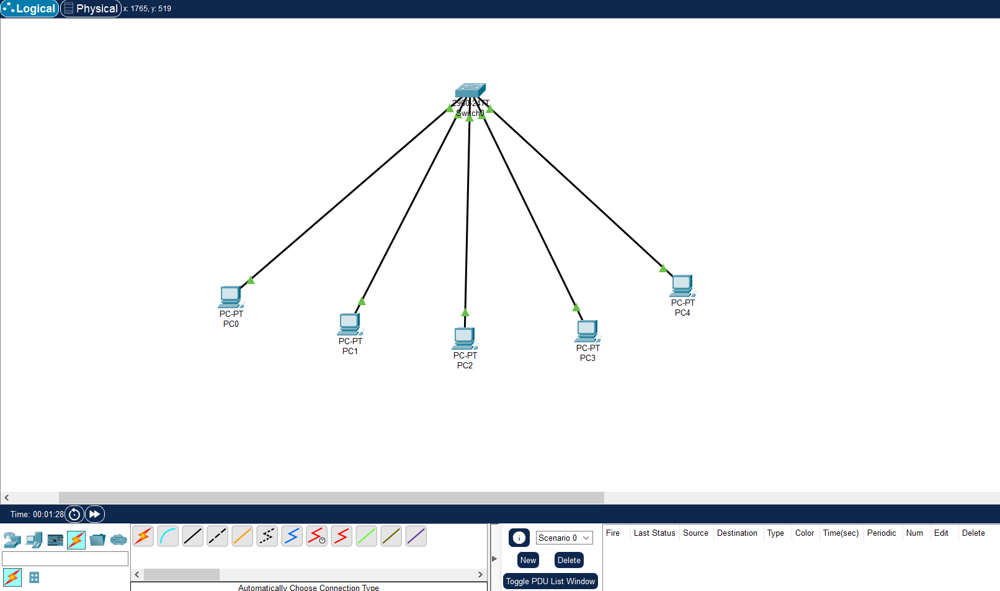 Logical Physical x: 1765, y: 519
2960-24TT
Switch0
PC-PT
PC0
PC-PT
PC1
PC-PT
PC2
PC-PT
PC3
PC-PT
PC4
Time: 00:01:28
Scenario 0
New Delete
Toggle PDU List Window
Fire Last Status Source Destination Type Color Time(sec) Periodic Num Edit Delete
Automatically Choose Connection Type